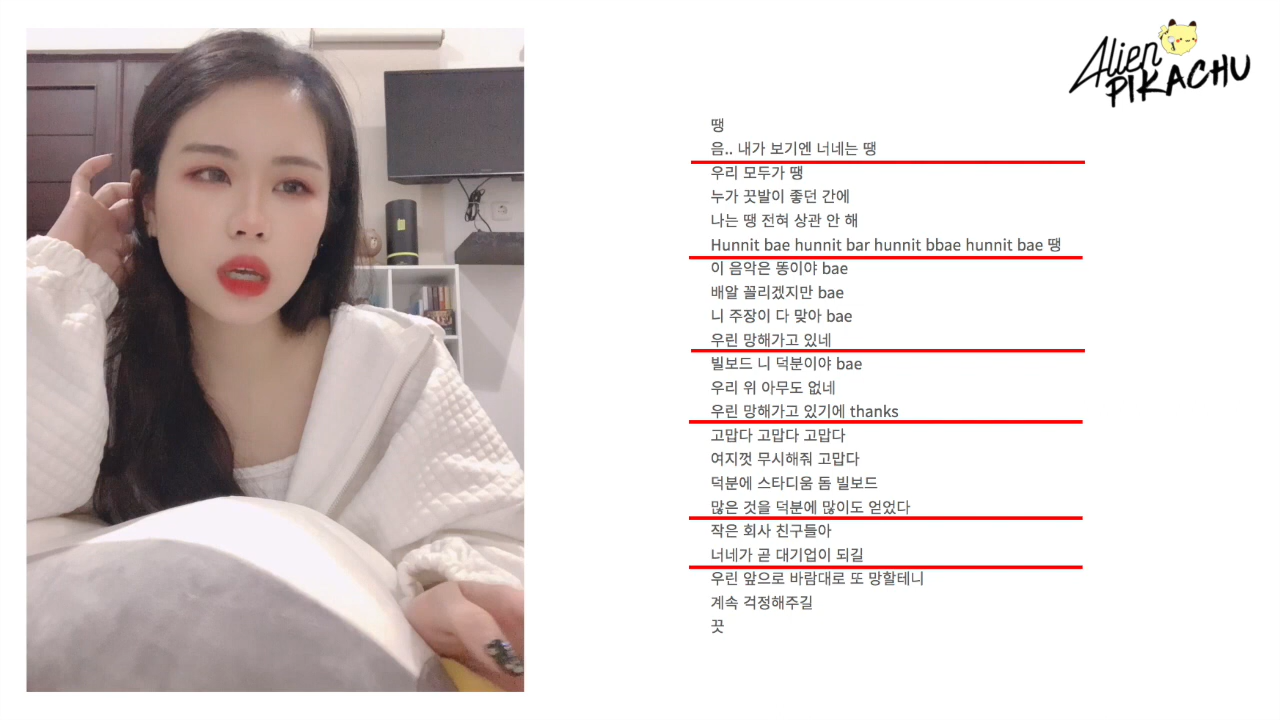 Alien
PIKACHU
땡
음.. 내가 보기엔 너네는 땡
우리 모두가 땡
누가 끗발이 좋던 간에
나는 땡 전혀 상관 안 해
Hunnit bae hunnit bar hunnit bbae hunnit bae 땡
이 음악은 똥이야 bae
배알 꼴리겠지만 bae
니 주장이 다 맞아 bae
우린 망해가고 있네
빌보드 니 덕분이야 bae
우리 위 아무도 없네
우린 망해가고 있기에 thanks
고맙다 고맙다 고맙다
여지껏 무시해줘 고맙다
덕분에 스타디움 돔 빌보드
많은 것을 덕분에 많이도 얻었다
작은 회사 친구들아
너네가 곧 대기업이 되길
우린 앞으로 바람대로 또 망할테니
계속 걱정해주길
끗